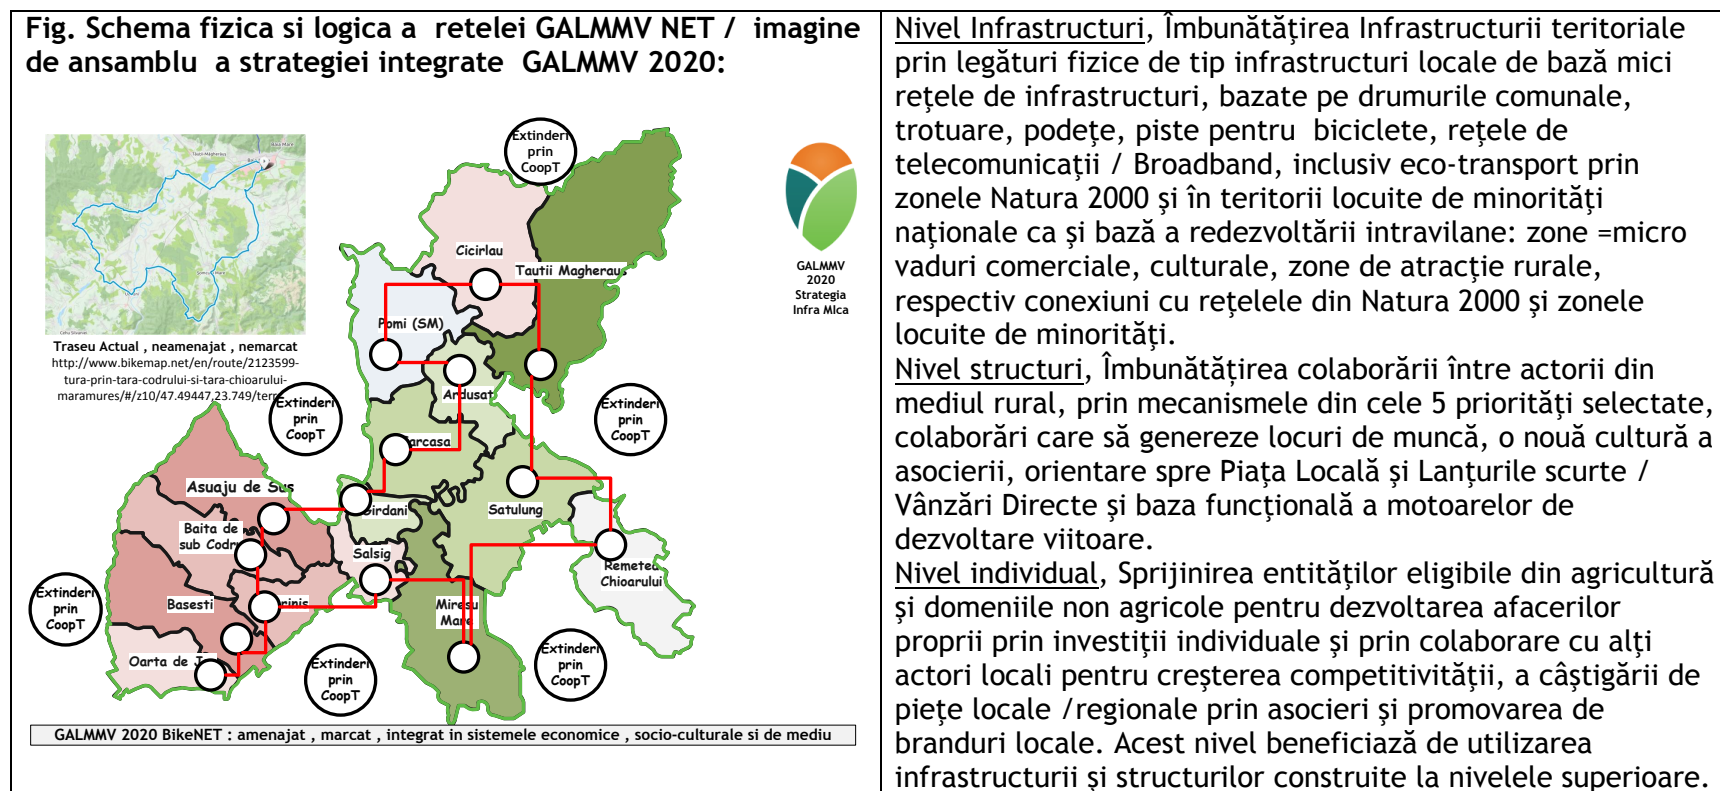 Fig. Schema fizica si logica a retelei GALMMV NET / imagine
de ansamblu a strategiei integrate GALMMV 2020:
Traseu Actual , neamenajat , nemarcat
http://www.bikemap.net/en/route/2123599-
tura-prin-tara-codrului-si-tara-chioarului-
maramures/#/z10/47.49447,23.749/terr
GALMMV
2020
Strategia
Infra MIca
Extinderi
prin
CoopT
Cicirlau
Tautii Magheraus
Pomi (SM)
Ardusat
Extinderi
prin
CoopT
Extinderi
prin
CoopT
arcasa
Asuaju de Sus
Girdani
Satulung
Baita de
sub Codru
Salsig
Remetea
Chioarului
Extinderi
prin
CoopT
Basesti
Miresu
Mare
Oarta de J
Extinderi
prin
CoopT
Extinderi
prin
CoopT
GALMMV 2020 BikeNET : amenajat , marcat , integrat in sistemele economice , socio-culturale si de mediu
Nivel Infrastructuri, Îmbunătăţirea Infrastructurii teritoriale
prin legături fizice de tip infrastructuri locale de bază mici
reţele de infrastructuri, bazate pe drumurile comunale,
trotuare, podeţe, piste pentru biciclete, reţele de
telecomunicaţii / Broadband, inclusiv eco-transport prin
zonele Natura 2000 şi în teritorii locuite de minorităţi
naţionale ca şi bază a redezvoltării intravilane: zone =micro
vaduri comerciale, culturale, zone de atracţie rurale,
respectiv conexiuni cu reţelele din Natura 2000 şi zonele
locuite de minorităţi.
Nivel structuri, Îmbunătățirea colaborării între actorii din
mediul rural, prin mecanismele din cele 5 priorităţi selectate,
colaborări care să genereze locuri de muncă, o nouă cultură a
asocierii, orientare spre Piaţa Locală şi Lanţurile scurte /
Vânzări Directe şi baza funcţională a motoarelor de
dezvoltare viitoare.
Nivel individual, Sprijinirea entităţilor eligibile din agricultură
şi domeniile non agricole pentru dezvoltarea afacerilor
proprii prin investiţii individuale şi prin colaborare cu alţi
actori locali pentru creşterea competitivităţii, a câştigării de
pieţe locale /regionale prin asocieri şi promovarea de
branduri locale. Acest nivel beneficiază de utilizarea
infrastructurii şi structurilor construite la nivelele superioare.